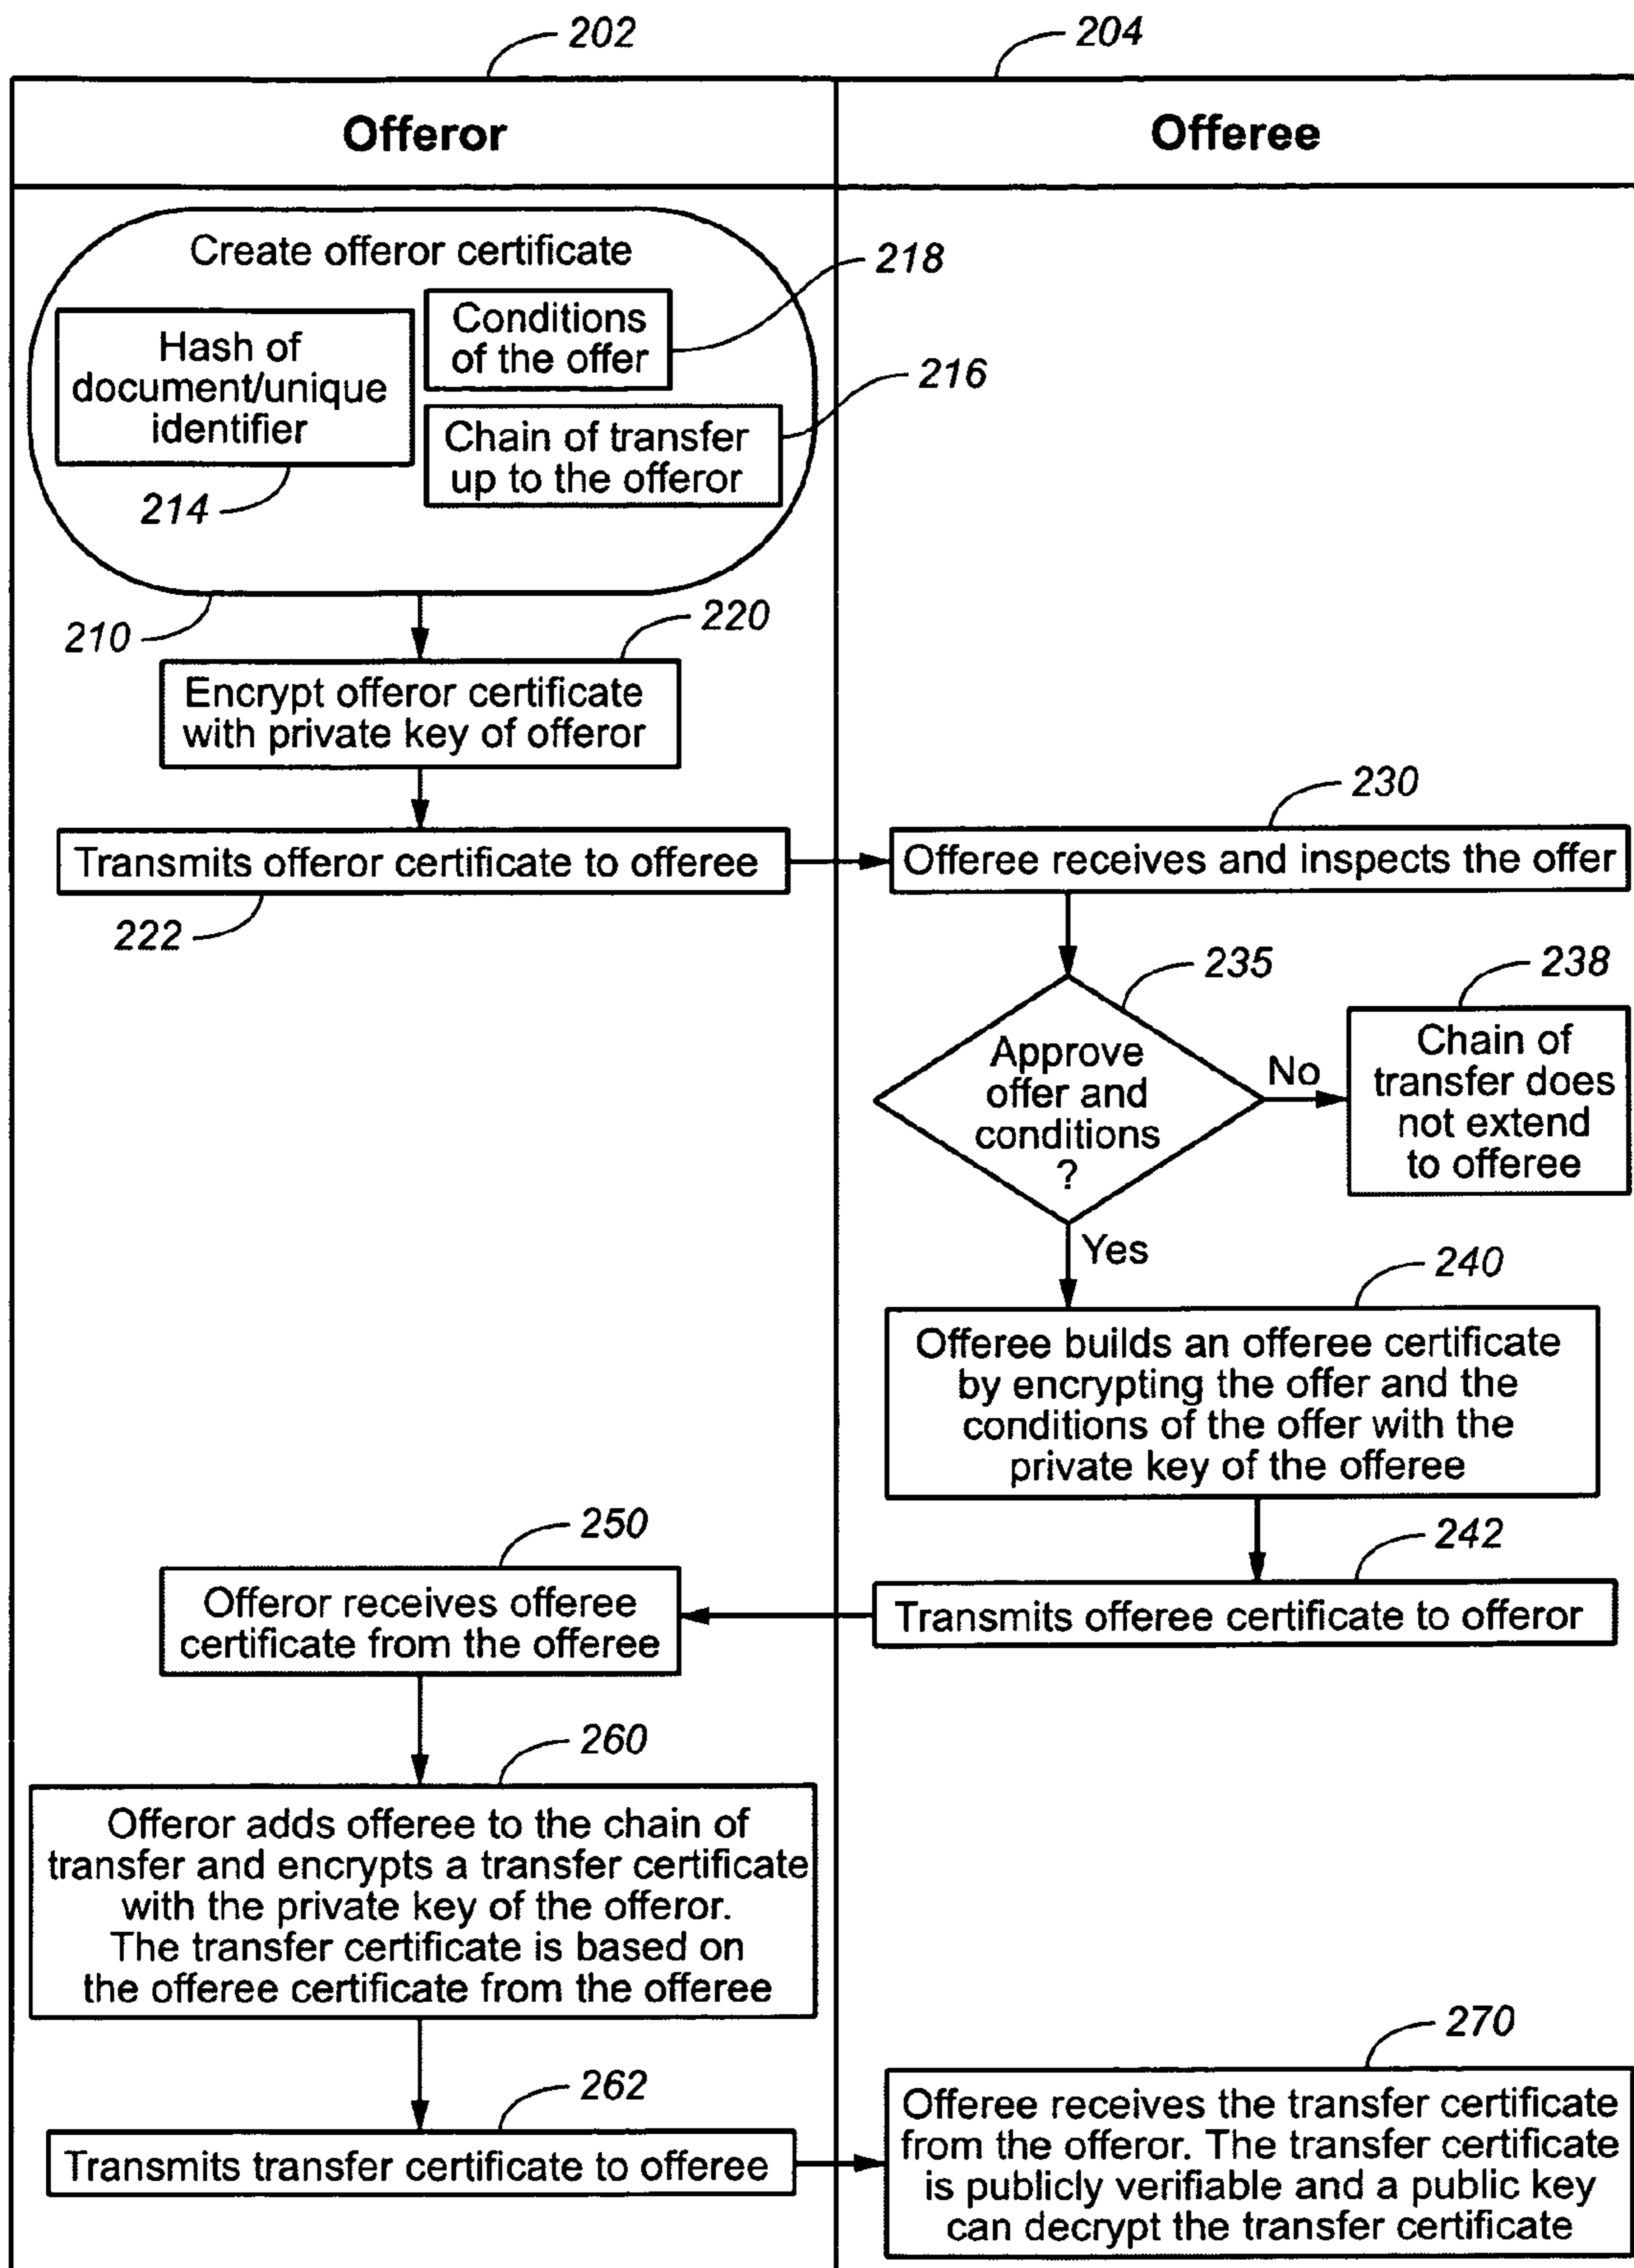 202
204
Offeror
Offeree
Create offeror certificate
218
Conditions
of the offer
Hash of
document/unique
identifier
216
Chain of transfer
up to the offeror
214
210
220
Encrypt offeror certificate
with private key of offeror
230
Transmits offeror certificate to offeree
Offeree receives and inspects the offer
222
235
238
Approve
offer and
conditions
?
No
Chain of
transfer does
not extend
to offeree
Yes
240
Offeree builds an offeree certificate
by encrypting the offer and the
conditions of the offer with the
private key of the offeree
250
242
Offeror receives offeree
certificate from the offeree
Transmits offeree certificate to offeror
260
Offeror adds offeree to the chain of
transfer and encrypts a transfer certificate
with the private key of the offeror.
The transfer certificate is based on
the offeree certificate from the offeree
270
262
Transmits transfer certificate to offeree
Offeree receives the transfer certificate
from the offeror. The transfer certificate
is publicly verifiable and a public key
can decrypt the transfer certificate